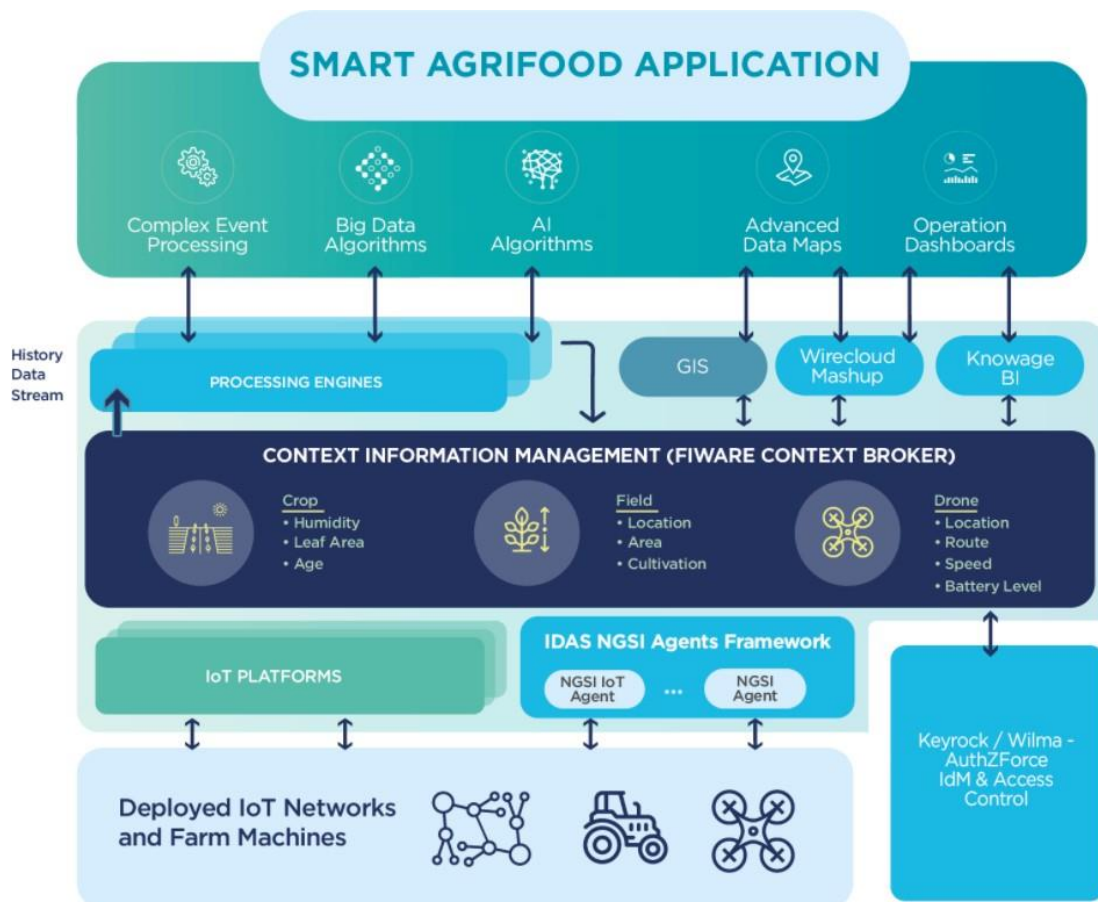 SMART AGRIFOOD APPLICATION
Complex Event
Processing
Big Data
Algorithms
AI
Algorithms
Advanced
Data Maps
Operation
Dashboards
History
Data
Stream
PROCESSING ENGINES
GIS
Wirecloud
Mashup
Knowage
BI
CONTEXT INFORMATION MANAGEMENT (FIWARE CONTEXT BROKER)
Crop
• Humidity
• Leaf Area
• Age
Field
• Location
• Area
• Cultivation
Drone
• Location
• Route
• Speed
• Battery Level
IoT PLATFORMS
IDAS NGSI Agents Framework
NGSI IoT
Agent
...
NGSI
Agent
Keyrock / Wilma -
AuthZForce
IdM & Access
Control
Deployed IoT Networks
and Farm Machines